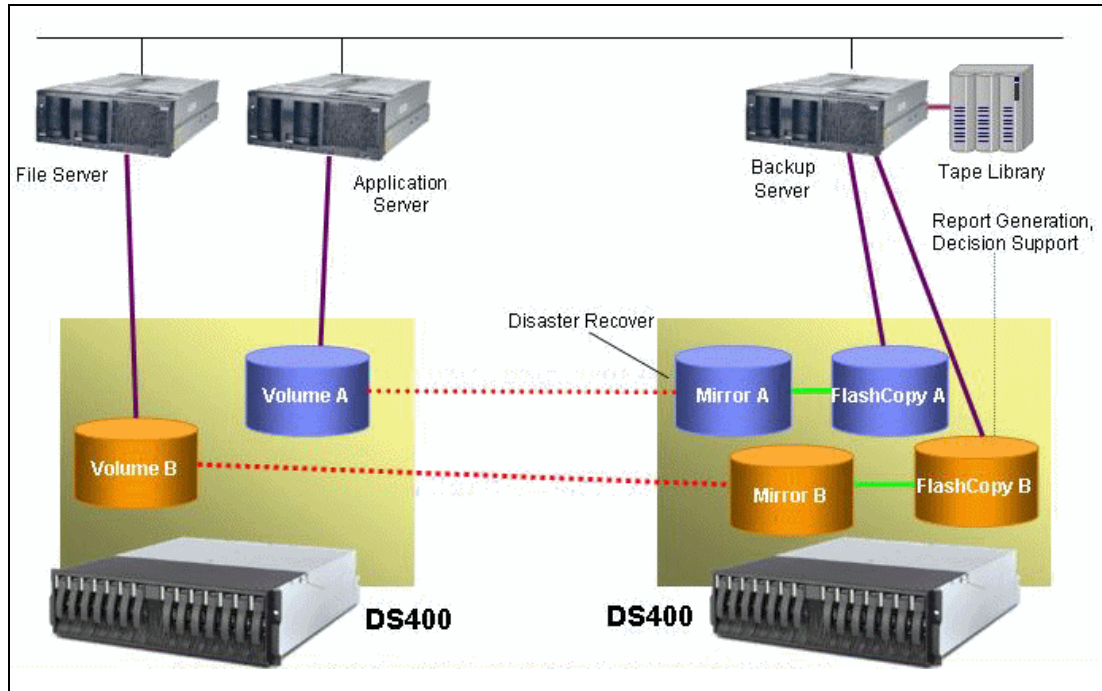 File Server
Application
Server
Backup
Server
Tape Library
Report Generation,
Decision Support
Disaster Recover
Volume A
Mirror A
FlashCopy A
Volume B
Mirror B
FlashCopy B
DS400
DS400